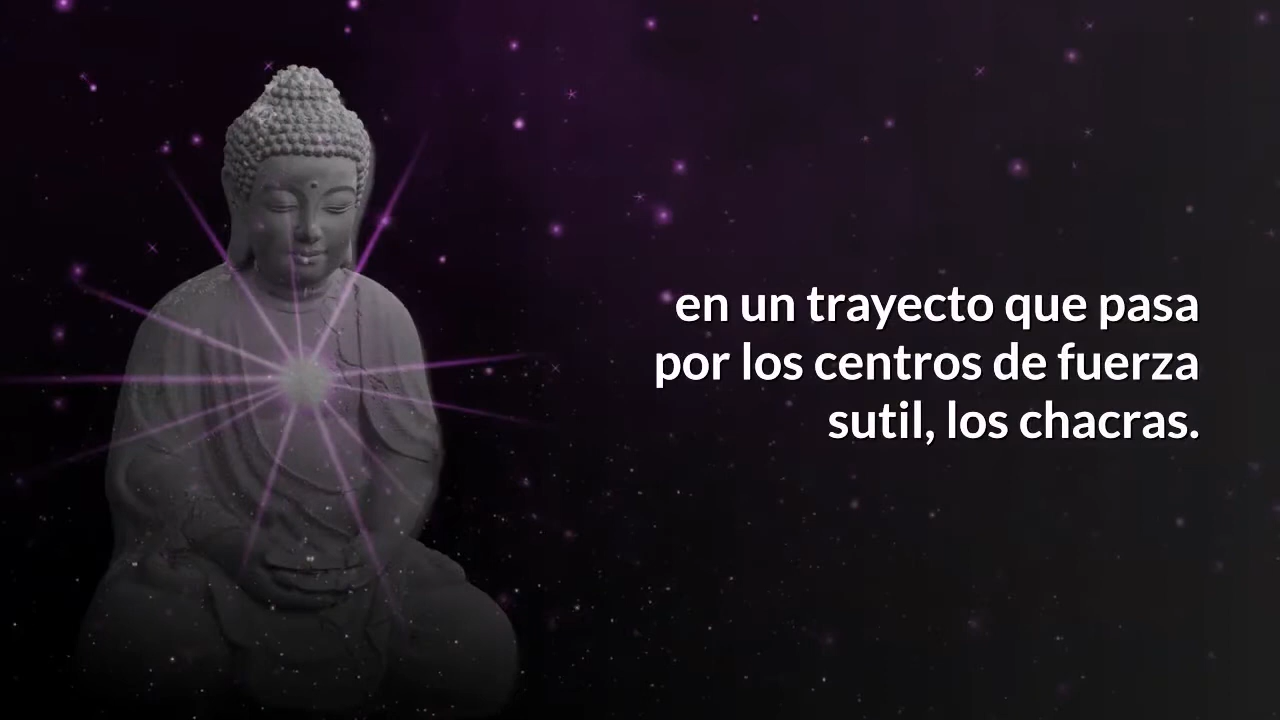 en un trayecto que pasa
por los centros de fuerza
sutil, los chacras.